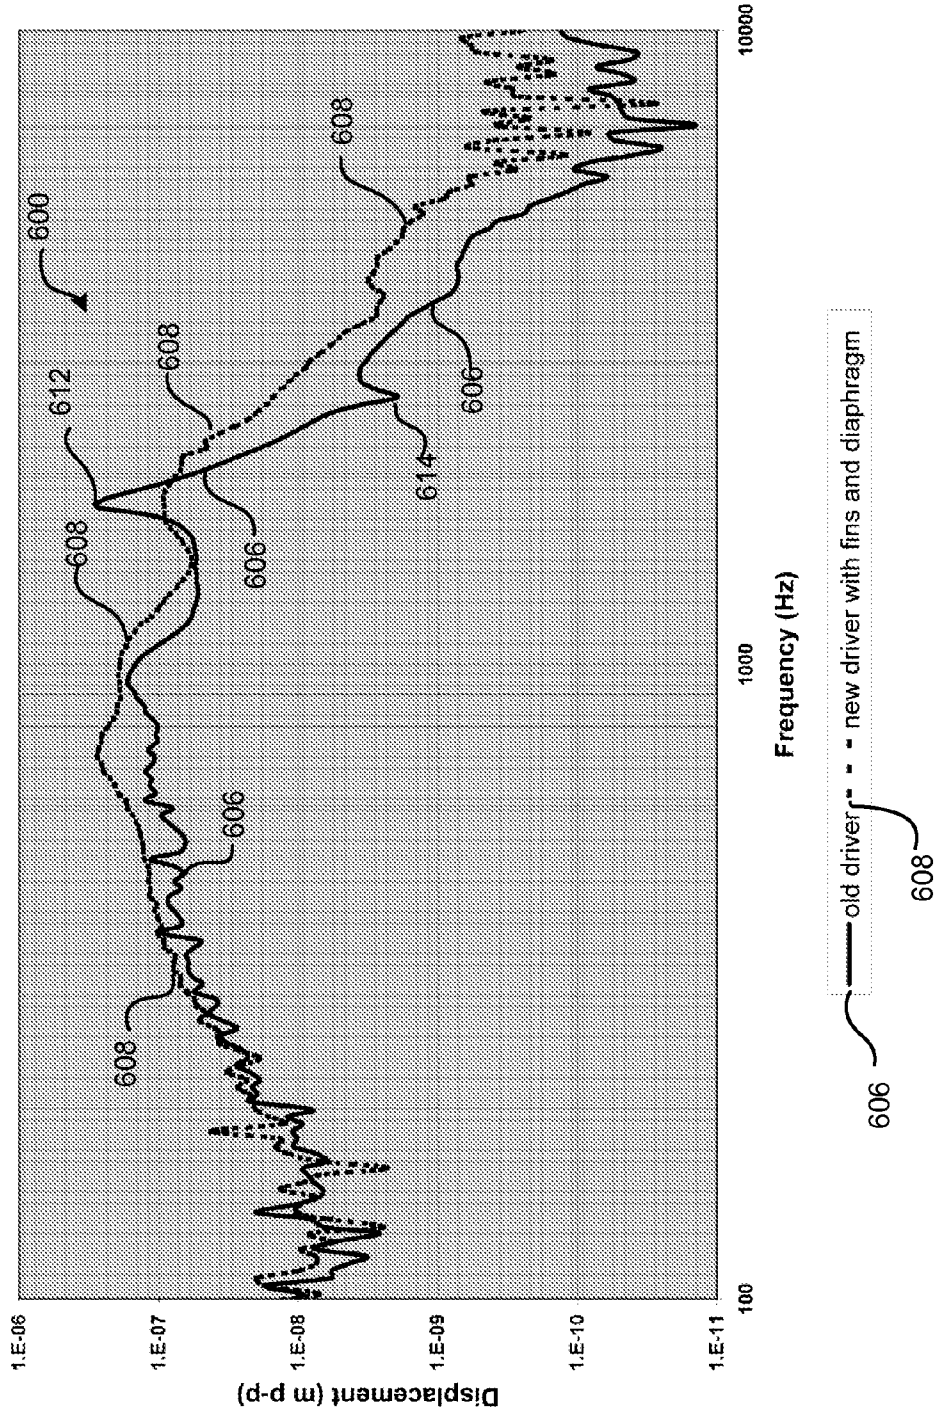 600
612
608
608
608
606
606
614
606
608
1.E-06
1.E-07
1.E-08
1.E-09
1.E-10
1.E-11
Displacement (m p-p)
100
1000
10000
Frequency (Hz)
old driver
new driver with fins and diaphragm
606
608